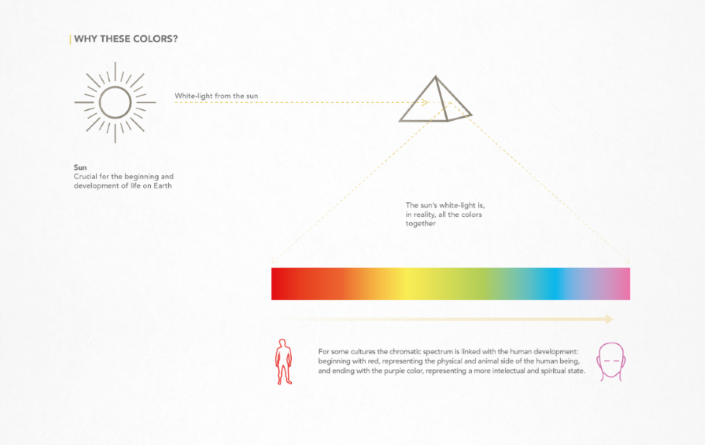 WHY THESE COLORS?
White-light from the sun
Sun
Crucial for the beginning and
development of life on Earth
The sun's white-light is,
in reality, all the colors
together
For some cultures the chromatic spectrum is linked with the human development:
beginning with red, representing the physical and animal side of the human being,
and ending with the purple color, representing a more intelectual and spiritual state.